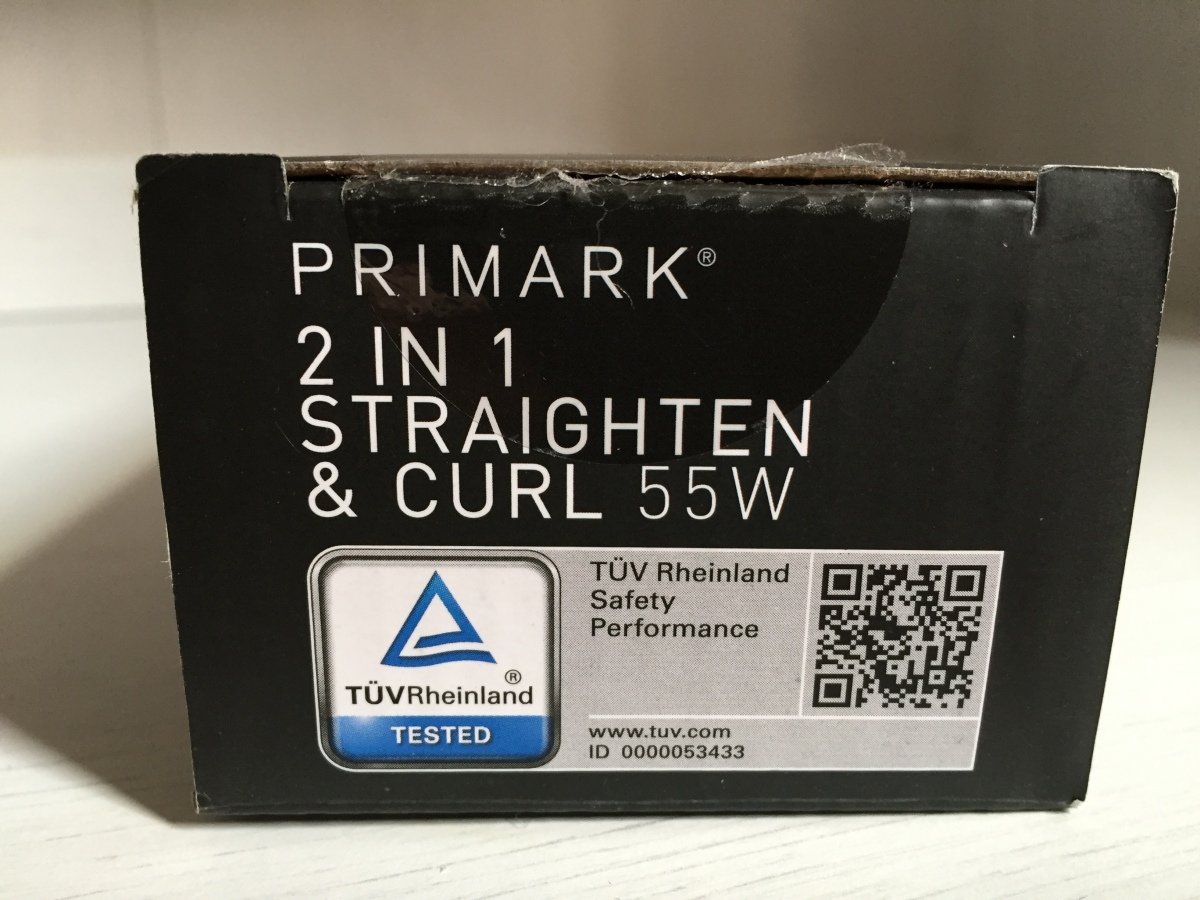 PRIMARK®
2 IN 1
STRAIGHTEN
& CURL 55W
TÜVRheinland®
TESTED
TÜV Rheinland
Safety
Performance
www.tuv.com
ID 0000053433